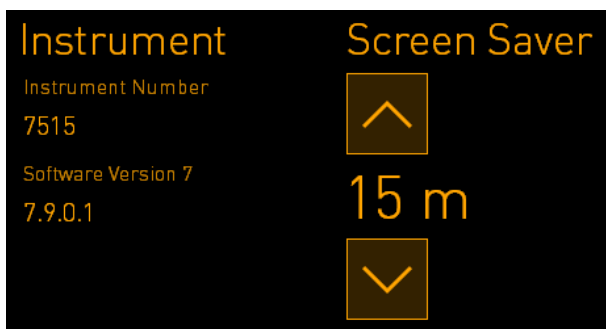 Instrument
Instrument Number
7515
Software Version 7
7.9.0.1
Screen Saver
15 m